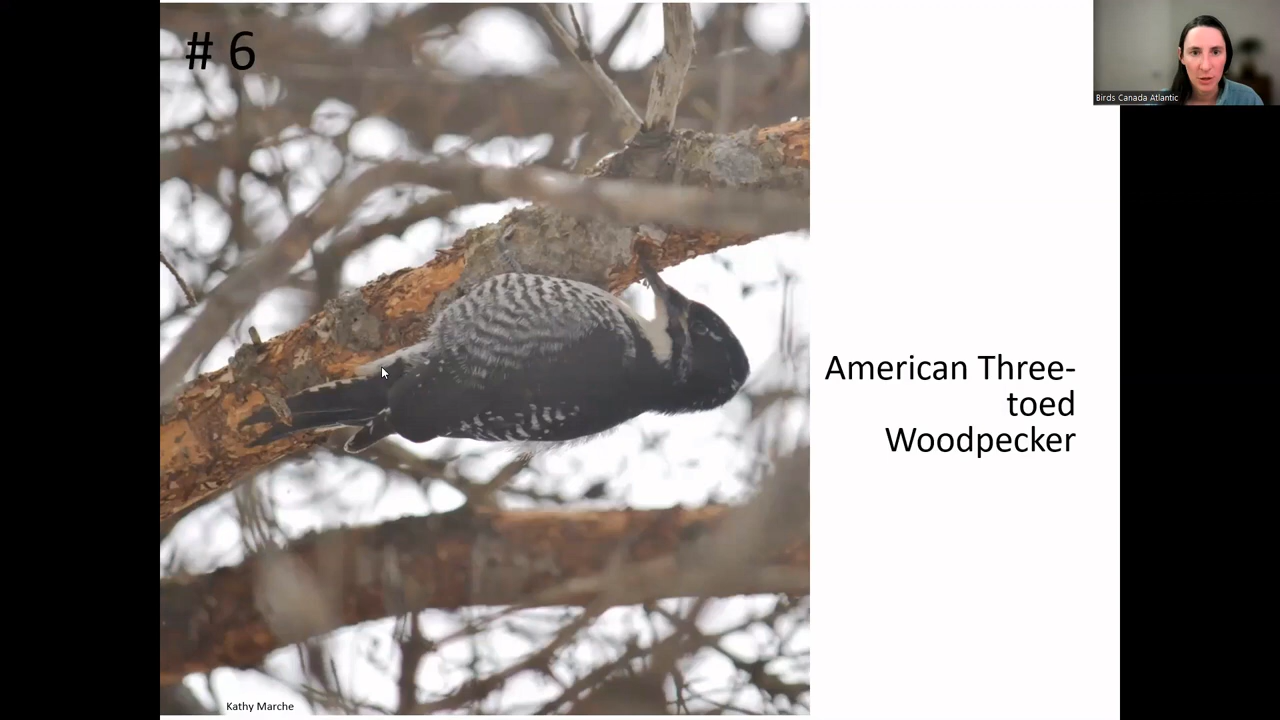 # 6
Birds Canada Atlantic
American Three-
toed
Woodpecker
Kathy Marche